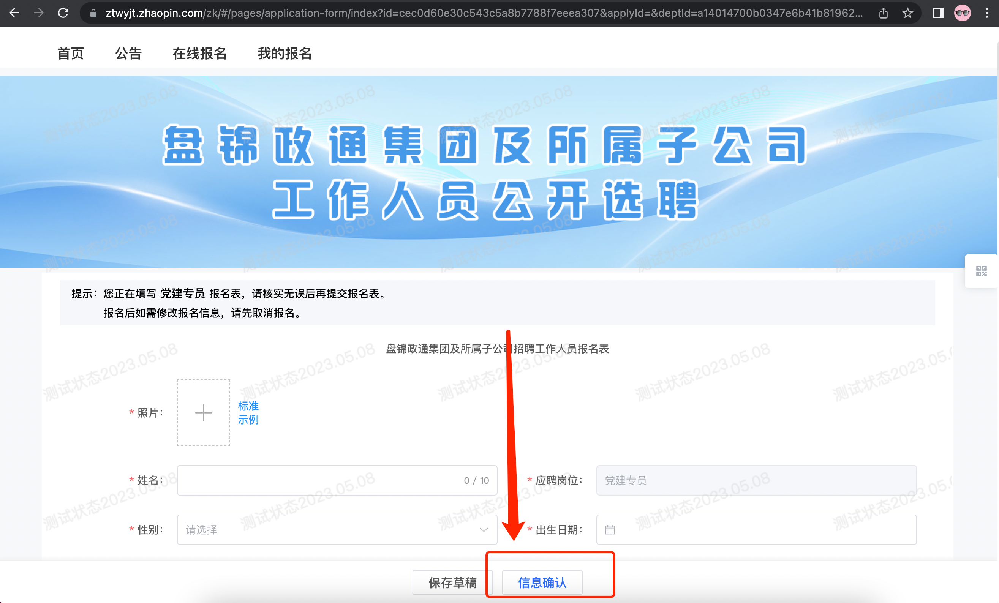 ztwyjt.zhaopin.com/zk/#/pages/application-form/index?id=cec0d60e30c543c5a8b7788f7eeea307&applyId=&deptId=a14014700b0347e6b41b81962...
首页 公告 在线报名 我的报名
盘锦政通集团及所属子公司
工作人员公开选聘
提示：您正在填写 党建专员 报名表，请核实无误后再提交报名表。
报名后如需修改报名信息，请先取消报名。
盘锦政通集团及所属子公司招聘工作人员报名表
* 照片：
标准
示例
* 姓名： 0 / 10 * 应聘岗位： 党建专员
* 性别： 请选择 * 出生日期：
保存草稿 信息确认
测试状态2023.05.08